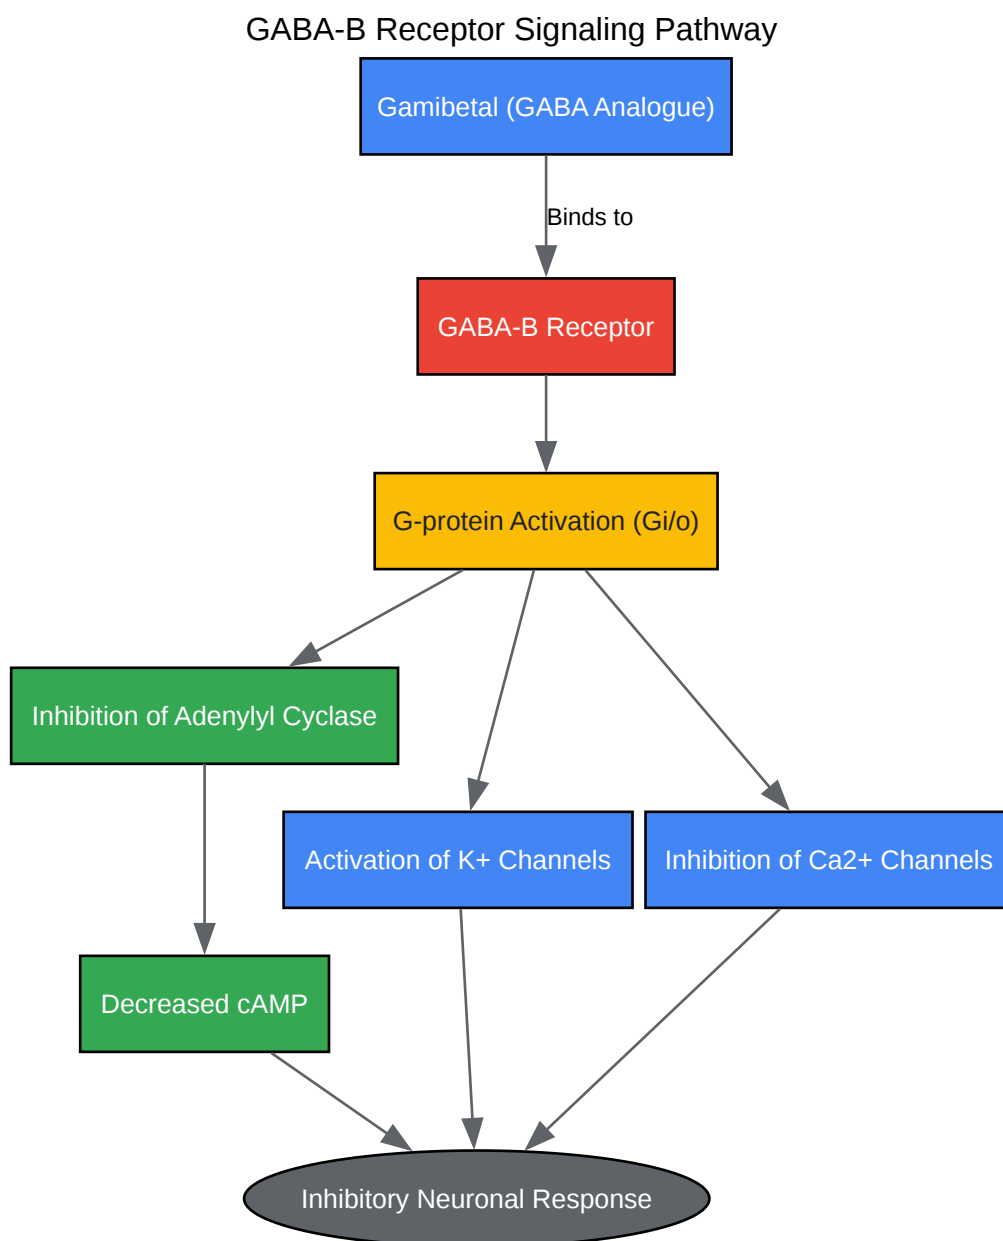 GABA-B Receptor Signaling Pathway
Gamibetal (GABA Analogue)
Binds to
GABA-B Receptor
G-protein Activation (Gi/o)
Inhibition of Adenylyl Cyclase
Activation of K+ Channels
Inhibition of Ca2+ Channels
Decreased cAMP
Inhibitory Neuronal Response